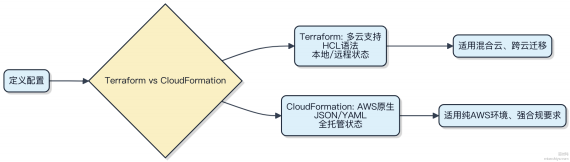 定义配置
Terraform vs CloudFormation
Terraform: 多云支持
HCL语法
本地/远程状态
适用混合云、跨云迁移
CloudFormation: AWS原生
JSON/YAML
全托管状态
适用纯AWS环境、强合规要求